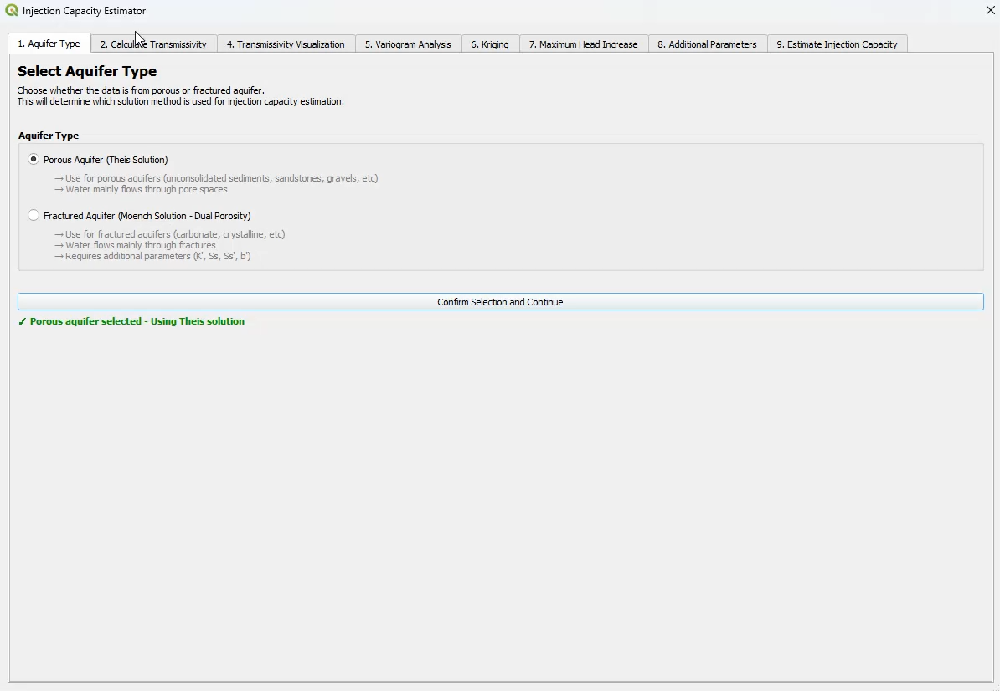 Injection Capacity Estimator
1. Aquifer Type
2. Calculate Transmissivity
4. Transmissivity Visualization
5. Variogram Analysis
6. Kriging
7. Maximum Head Increase
8. Additional Parameters
9. Estimate Injection Capacity
Select Aquifer Type
Choose whether the data is from porous or fractured aquifer.
This will determine which solution method is used for injection capacity estimation.
Aquifer Type
Porous Aquifer (Theis Solution)
→ Use for porous aquifers (unconsolidated sediments, sandstones, gravels, etc)
→ Water mainly flows through pore spaces
Fractured Aquifer (Moench Solution - Dual Porosity)
→ Use for fractured aquifers (carbonate, crystalline, etc)
→ Water flows mainly through fractures
→ Requires additional parameters (K', Ss, Ss', b')
Confirm Selection and Continue
✓ Porous aquifer selected - Using Theis solution